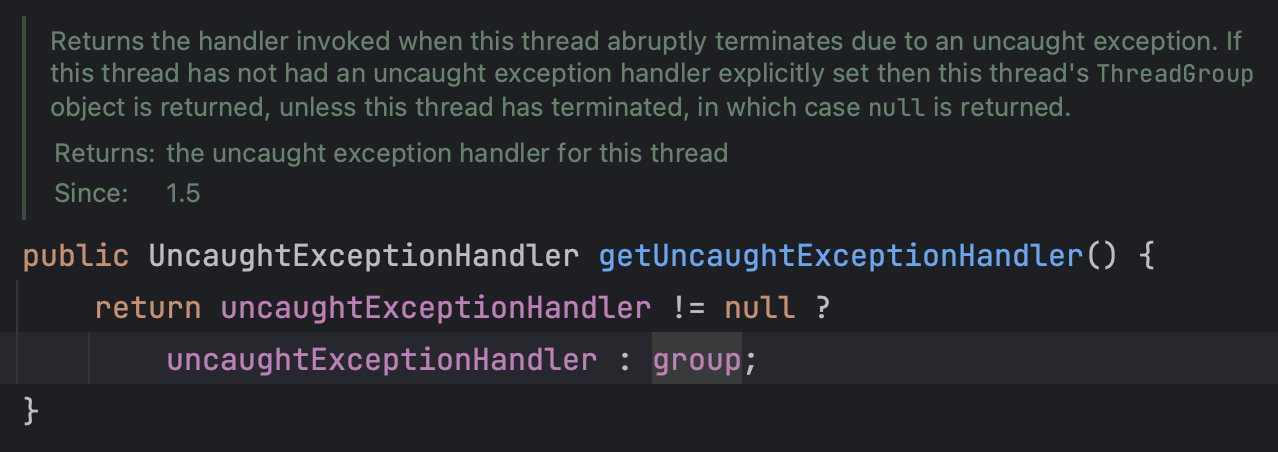 Returns the handler invoked when this thread abruptly terminates due to an uncaught exception. If
this thread has not had an uncaught exception handler explicitly set then this thread's ThreadGroup
object is returned, unless this thread has terminated, in which case null is returned.
Returns: the uncaught exception handler for this thread
Since: 1.5
public UncaughtExceptionHandler getUncaughtExceptionHandler() {
    return uncaughtExceptionHandler != null ?
        uncaughtExceptionHandler : group;
}